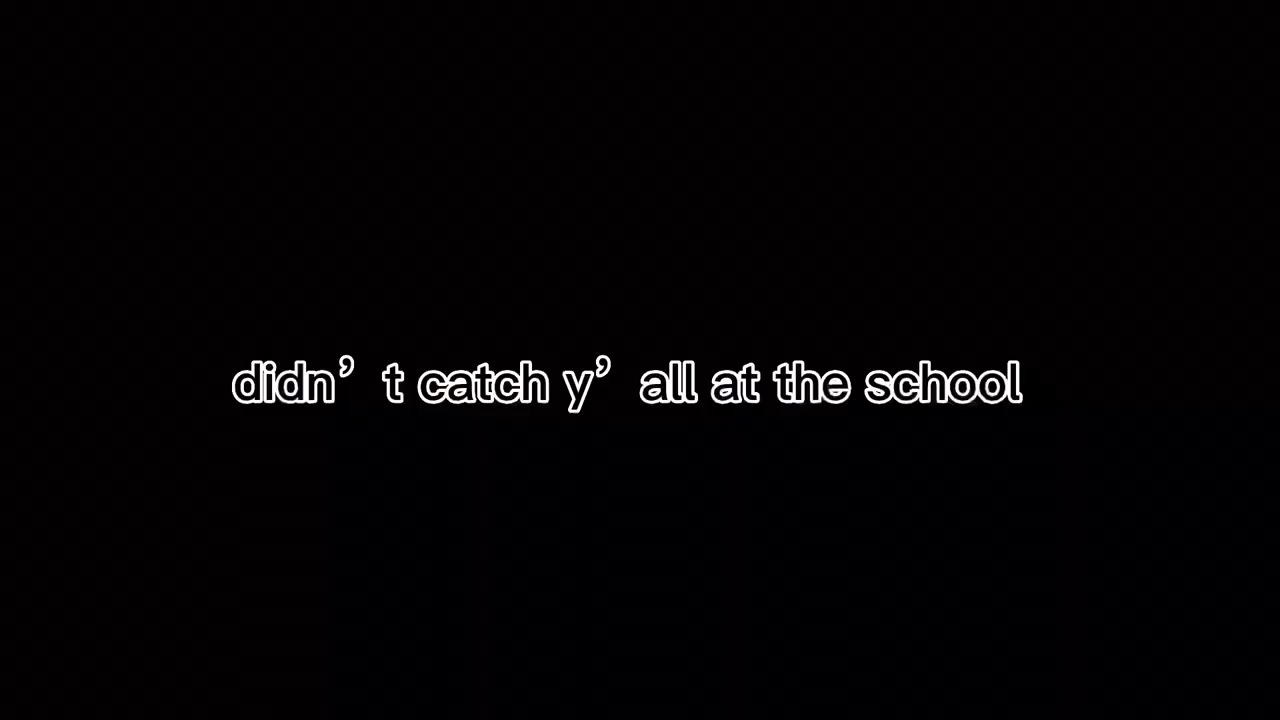 didn’t catch y’all at the school